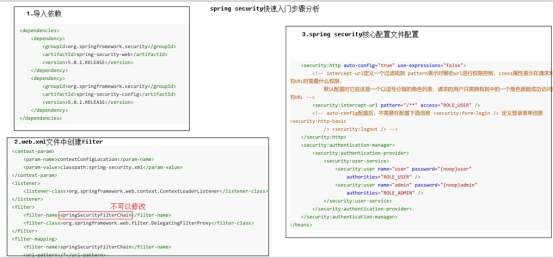 spring security快速入门步骤分析
1.导入依赖
<dependencies>
<dependency>
<groupId>org.springframework.security</groupId>
<artifactId>spring-security-web</artifactId>
<version>5.0.1.RELEASE</version>
</dependency>
<dependency>
<groupId>org.springframework.security</groupId>
<artifactId>spring-security-config</artifactId>
<version>5.0.1.RELEASE</version>
</dependency>
</dependencies>
2.web.xml文件中创建filter
<context-param>
<param-name>contextConfigLocation</param-name>
<param-value>classpath:spring-security.xml</param-value>
</context-param>
<listener>
<listener-class>org.springframework.web.context.ContextLoaderListener</listener-class>
</listener>
<filter>
不可以修改
<filter-name>springSecurityFilterChain</filter-name>
<filter-class>org.springframework.web.filter.DelegatingFilterProxy</filter-class>
</filter>
<filter-mapping>
<filter-name>springSecurityFilterChain</filter-name>
<url-pattern>/*</url-pattern>
3.spring security核心配置文件配置
<security:http auto-config="true" use-expressions="false">
<!-- intercept-url定义一个过滤规则 pattern表示对哪些url进行权限控制，ccess属性表示在请求对
应的URL时需要什么权限，
默认配置时它应该是一个以逗号分隔的角色列表，请求的用户只需拥有其中的一个角色就能成功访问
的URL -->
<security:intercept-url pattern="/**" access="ROLE_USER" />
<!-- auto-config配置后，不需要在配置下面信息 <security:form-login /> 定义登录表单信息
<security:http-basic
/> <security:logout /> -->
</security:http>
<security:authentication-manager>
<security:authentication-provider>
<security:user-service>
<security:user name="user" password="{noop}user"
authorities="ROLE_USER" />
<security:user name="admin" password="{noop}admin"
authorities="ROLE_ADMIN" />
</security:user-service>
</security:authentication-provider>
</security:authentication-manager>
</beans>